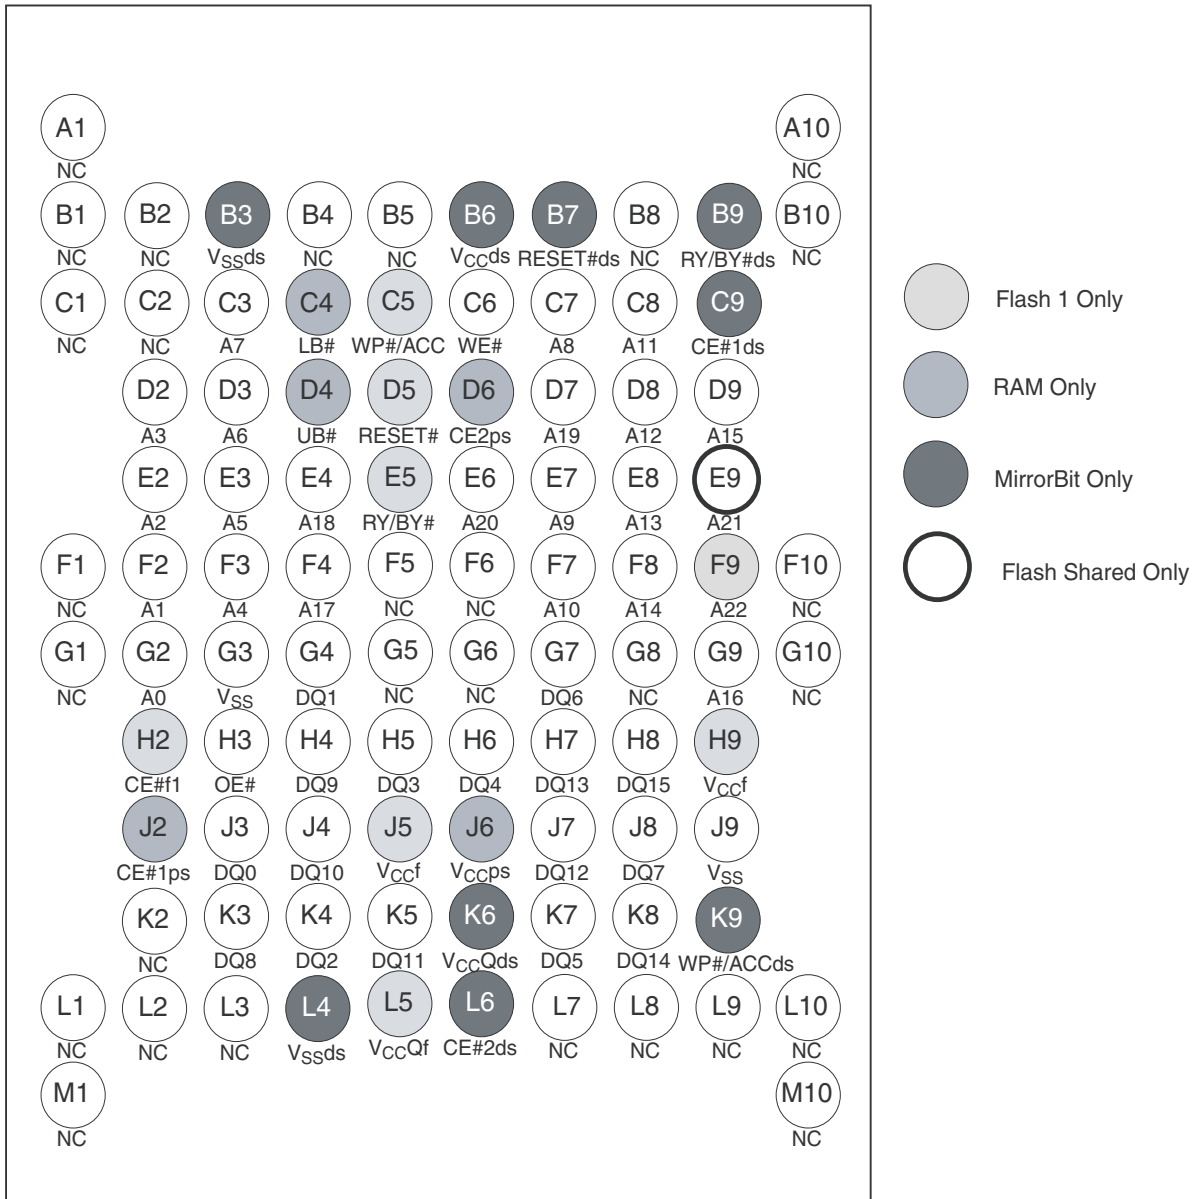 A1 A10
NC NC
B1 B2 B3 B4 B5 B6 B7 B8 B9 B10
NC NC VSSds NC NC VCCds RESET#ds NC RY/BY#ds NC
C1 C2 C3 C4 C5 C6 C7 C8 C9
NC NC A7 LB# WP#/ACC WE# A8 A11 CE#1ds
D2 D3 D4 D5 D6 D7 D8 D9
A3 A6 UB# RESET# CE2ps A19 A12 A15
E2 E3 E4 E5 E6 E7 E8 E9
A2 A5 A18 RY/BY# A20 A9 A13 A21
F1 F2 F3 F4 F5 F6 F7 F8 F9 F10
NC A1 A4 A17 NC NC A10 A14 A22 NC
G1 G2 G3 G4 G5 G6 G7 G8 G9 G10
NC A0 VSS DQ1 NC NC DQ6 NC A16 NC
H2 H3 H4 H5 H6 H7 H8 H9
CE#f1 OE# DQ9 DQ3 DQ4 DQ13 DQ15 VCCf
J2 J3 J4 J5 J6 J7 J8 J9
CE#1ps DQ0 DQ10 VCCf VCCps DQ12 DQ7 VSS
K2 K3 K4 K5 K6 K7 K8 K9
NC DQ8 DQ2 DQ11 VCCQds DQ5 DQ14 WP#/ACCds
L1 L2 L3 L4 L5 L6 L7 L8 L9 L10
NC NC NC VSSds VCCQf CE#2ds NC NC NC NC
M1 M10
NC NC
Flash 1 Only
RAM Only
MirrorBit Only
Flash Shared Only